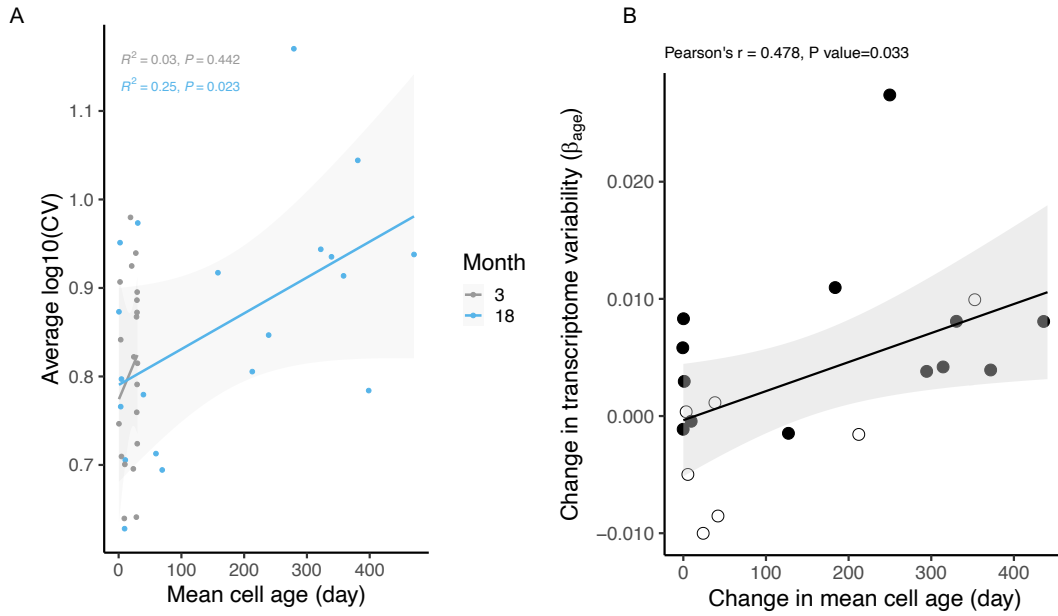 A
R² = 0.03, P = 0.442
R² = 0.25, P = 0.023
1.1
1.0
0.9
0.8
0.7
Average log10(CV)
0
100
200
300
400
Mean cell age (day)
Month
3
18
B
Pearson's r = 0.478, P value=0.033
0.020
0.010
0.000
−0.010
Change in transcriptome variability (βage)
0
100
200
300
400
Change in mean cell age (day)